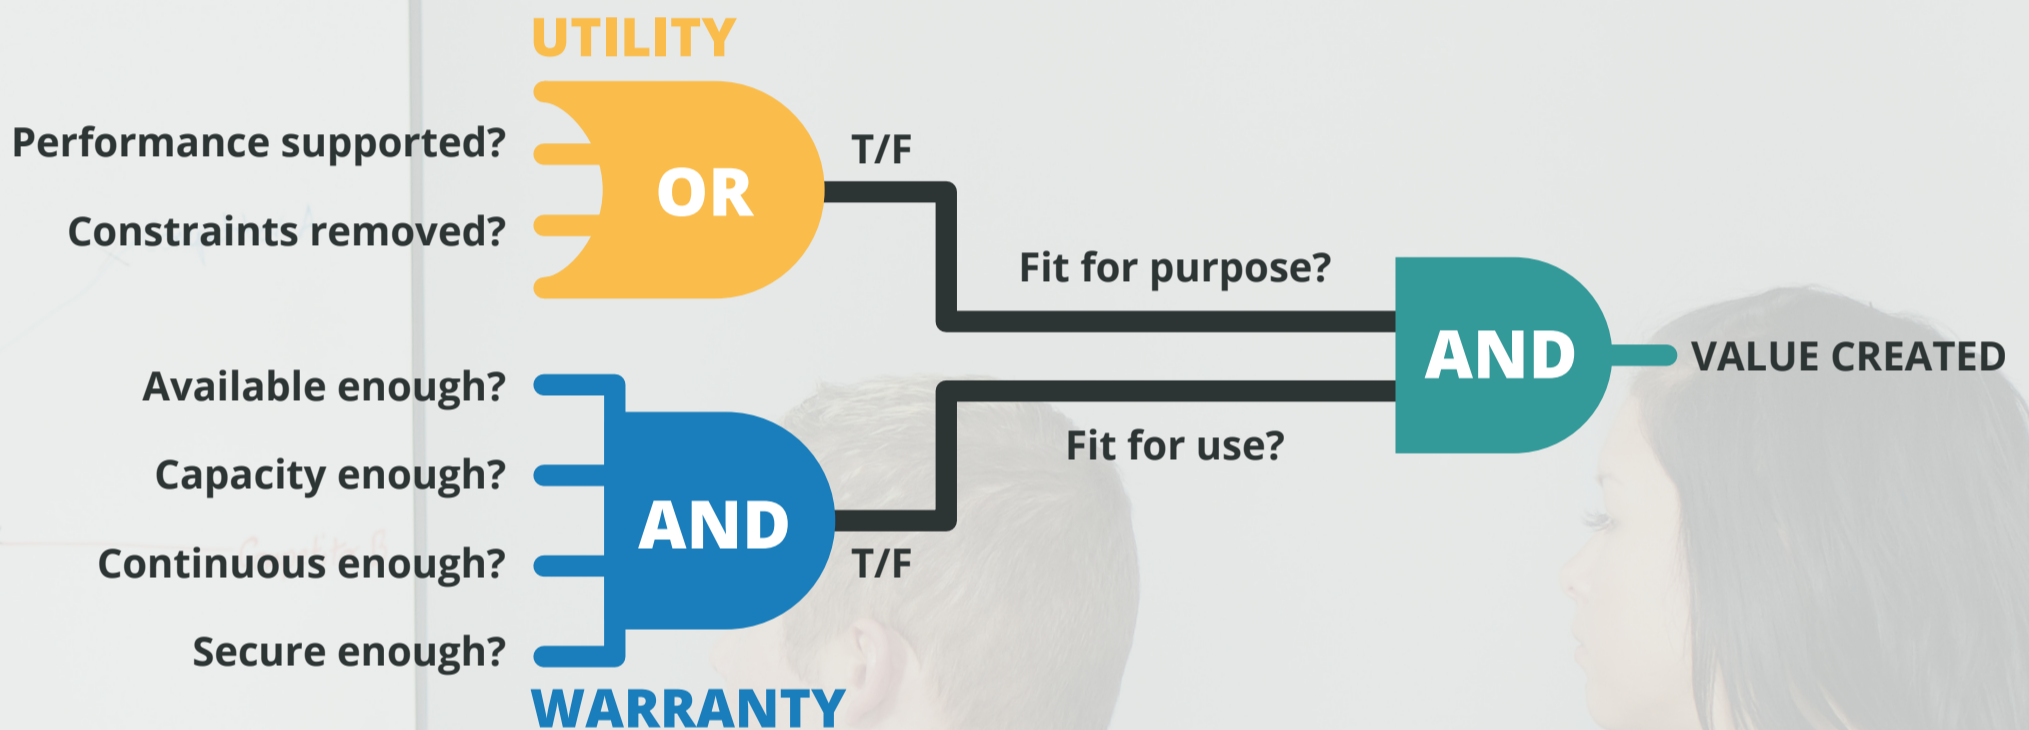 UTILITY
Performance supported?
Constraints removed?
OR
T/F
Fit for purpose?
Available enough?
Capacity enough?
Continuous enough?
Secure enough?
AND
T/F
WARRANTY
Fit for use?
AND
VALUE CREATED